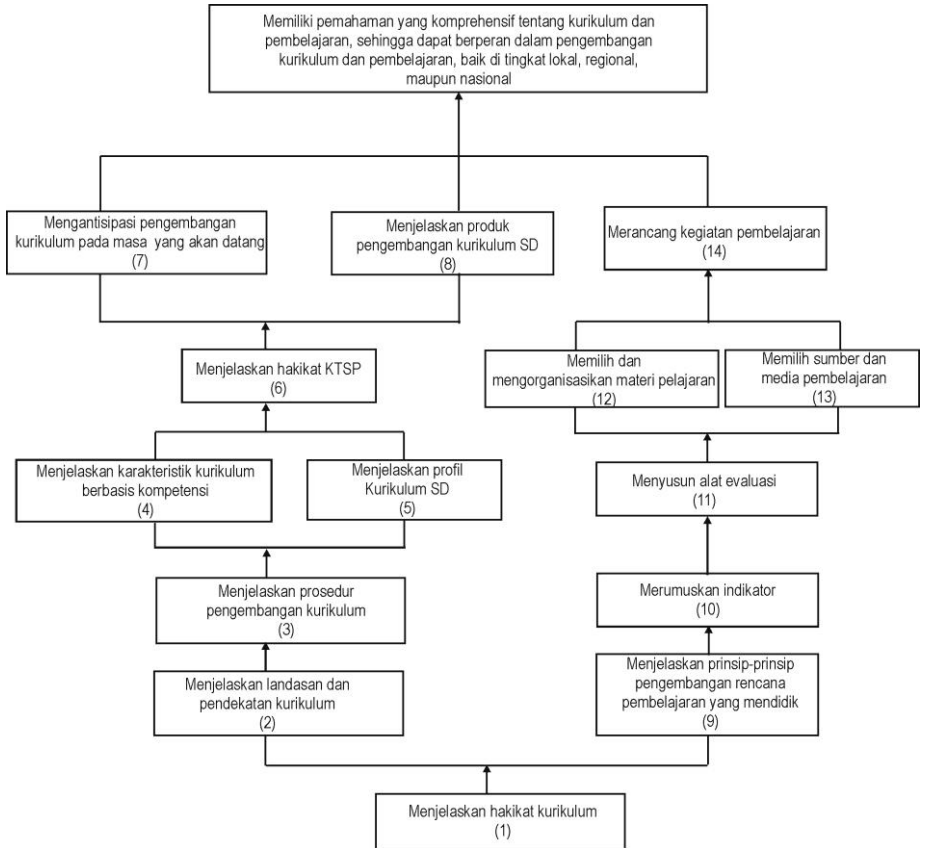 Memiliki pemahaman yang komprehensif tentang kurikulum dan
pembelajaran, sehingga dapat berperan dalam pengembangan
kurikulum dan pembelajaran, baik di tingkat lokal, regional,
maupun nasional
Mengantisipasi pengembangan
kurikulum pada masa yang akan datang
(7)
Menjelaskan produk
pengembangan kurikulum SD
(8)
Merancang kegiatan pembelajaran
(14)
Menjelaskan hakikat KTSP
(6)
Memilih dan
mengorganisasikan materi pelajaran
(12)
Memilih sumber dan
media pembelajaran
(13)
Menjelaskan karakteristik kurikulum
berbasis kompetensi
(4)
Menjelaskan profil
Kurikulum SD
(5)
Menyusun alat evaluasi
(11)
Menjelaskan prosedur
pengembangan kurikulum
(3)
Merumuskan indikator
(10)
Menjelaskan landasan dan
pendekatan kurikulum
(2)
Menjelaskan prinsip-prinsip
pengembangan rencana
pembelajaran yang mendidik
(9)
Menjelaskan hakikat kurikulum
(1)